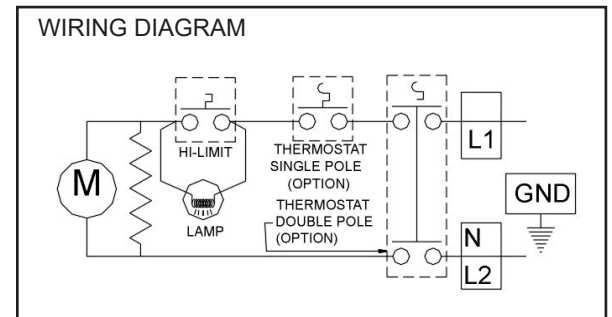 WIRING DIAGRAM
HI-LIMIT
LAMP
M
THERMOSTAT
SINGLE POLE
(OPTION)
THERMOSTAT
DOUBLE POLE
(OPTION)
L1
GND
N
L2